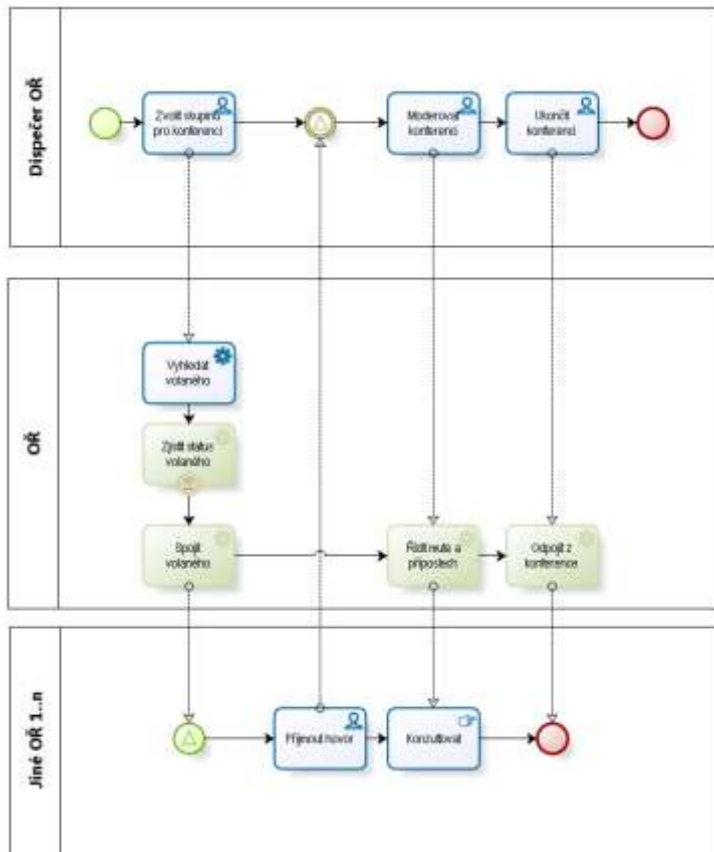 Dispečer OŘ
Zvolit skupinu
pro konferenci
Moderovat
konferenci
Ukončit
konferenci
OŘ
Vyhledat
volaného
Zjistit status
volaného
Spojit
volaného
Řídit mute a
příposlech
Odpojit z
konference
Jiné OŘ 1..n
Přijmout hovor
Konzultovat